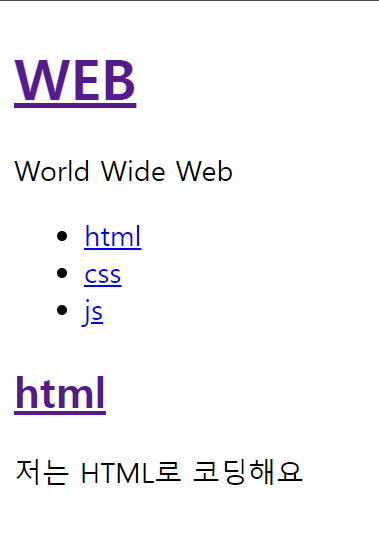 WEB
World Wide Web
html
css
js
html
저는 HTML로 코딩해요